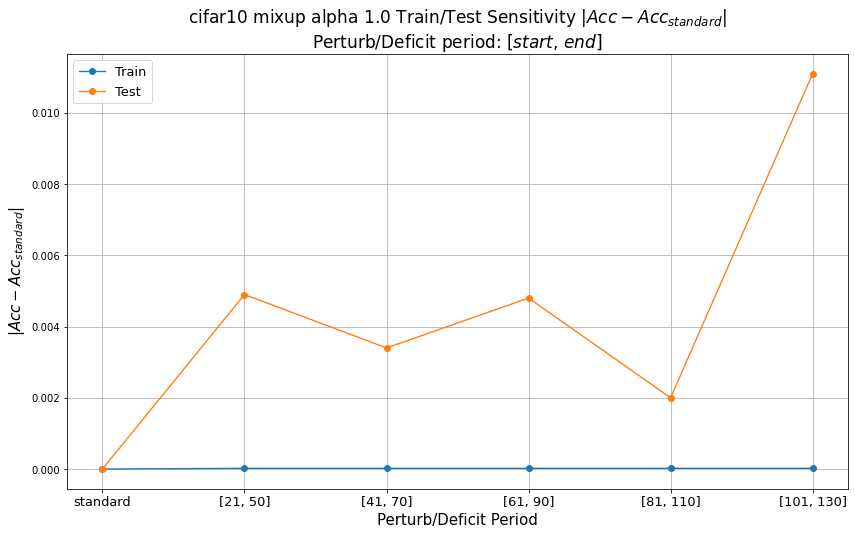 cifar10 mixup alpha 1.0 Train/Test Sensitivity |Acc − Acc_standard|
Perturb/Deficit period: [start, end]
Train
Test
|Acc − Acc_standard|
0.010
0.008
0.006
0.004
0.002
0.000
standard [21, 50] [41, 70] [61, 90] [81, 110] [101, 130]
Perturb/Deficit Period